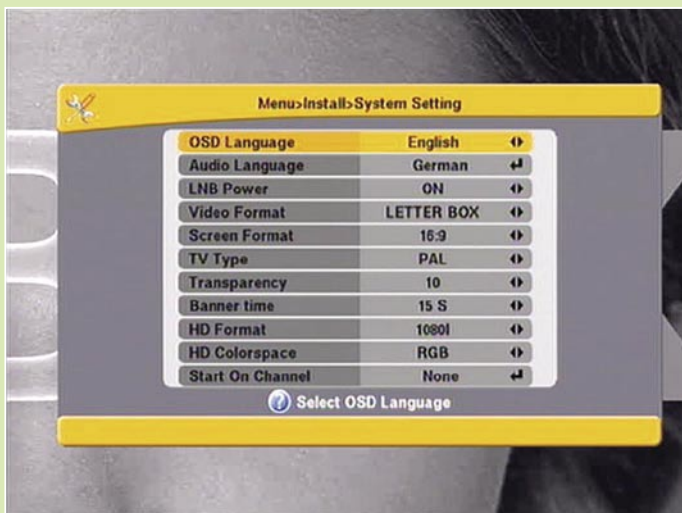 Menu>Install>System Setting
OSD Language English
Audio Language German
LNB Power ON
Video Format LETTER BOX
Screen Format 16:9
TV Type PAL
Transparency 10
Banner time 15 S
HD Format 1080I
HD Colorspace RGB
Start On Channel None
? Select OSD Language